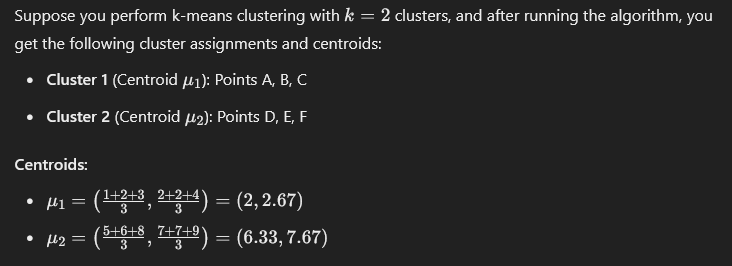 Suppose you perform k-means clustering with k = 2 clusters, and after running the algorithm, you
get the following cluster assignments and centroids:
• Cluster 1 (Centroid μ₁): Points A, B, C
• Cluster 2 (Centroid μ₂): Points D, E, F
Centroids:
• μ₁ = (1+2+3/3, 2+2+4/3) = (2, 2.67)
• μ₂ = (5+6+8/3, 7+7+9/3) = (6.33, 7.67)